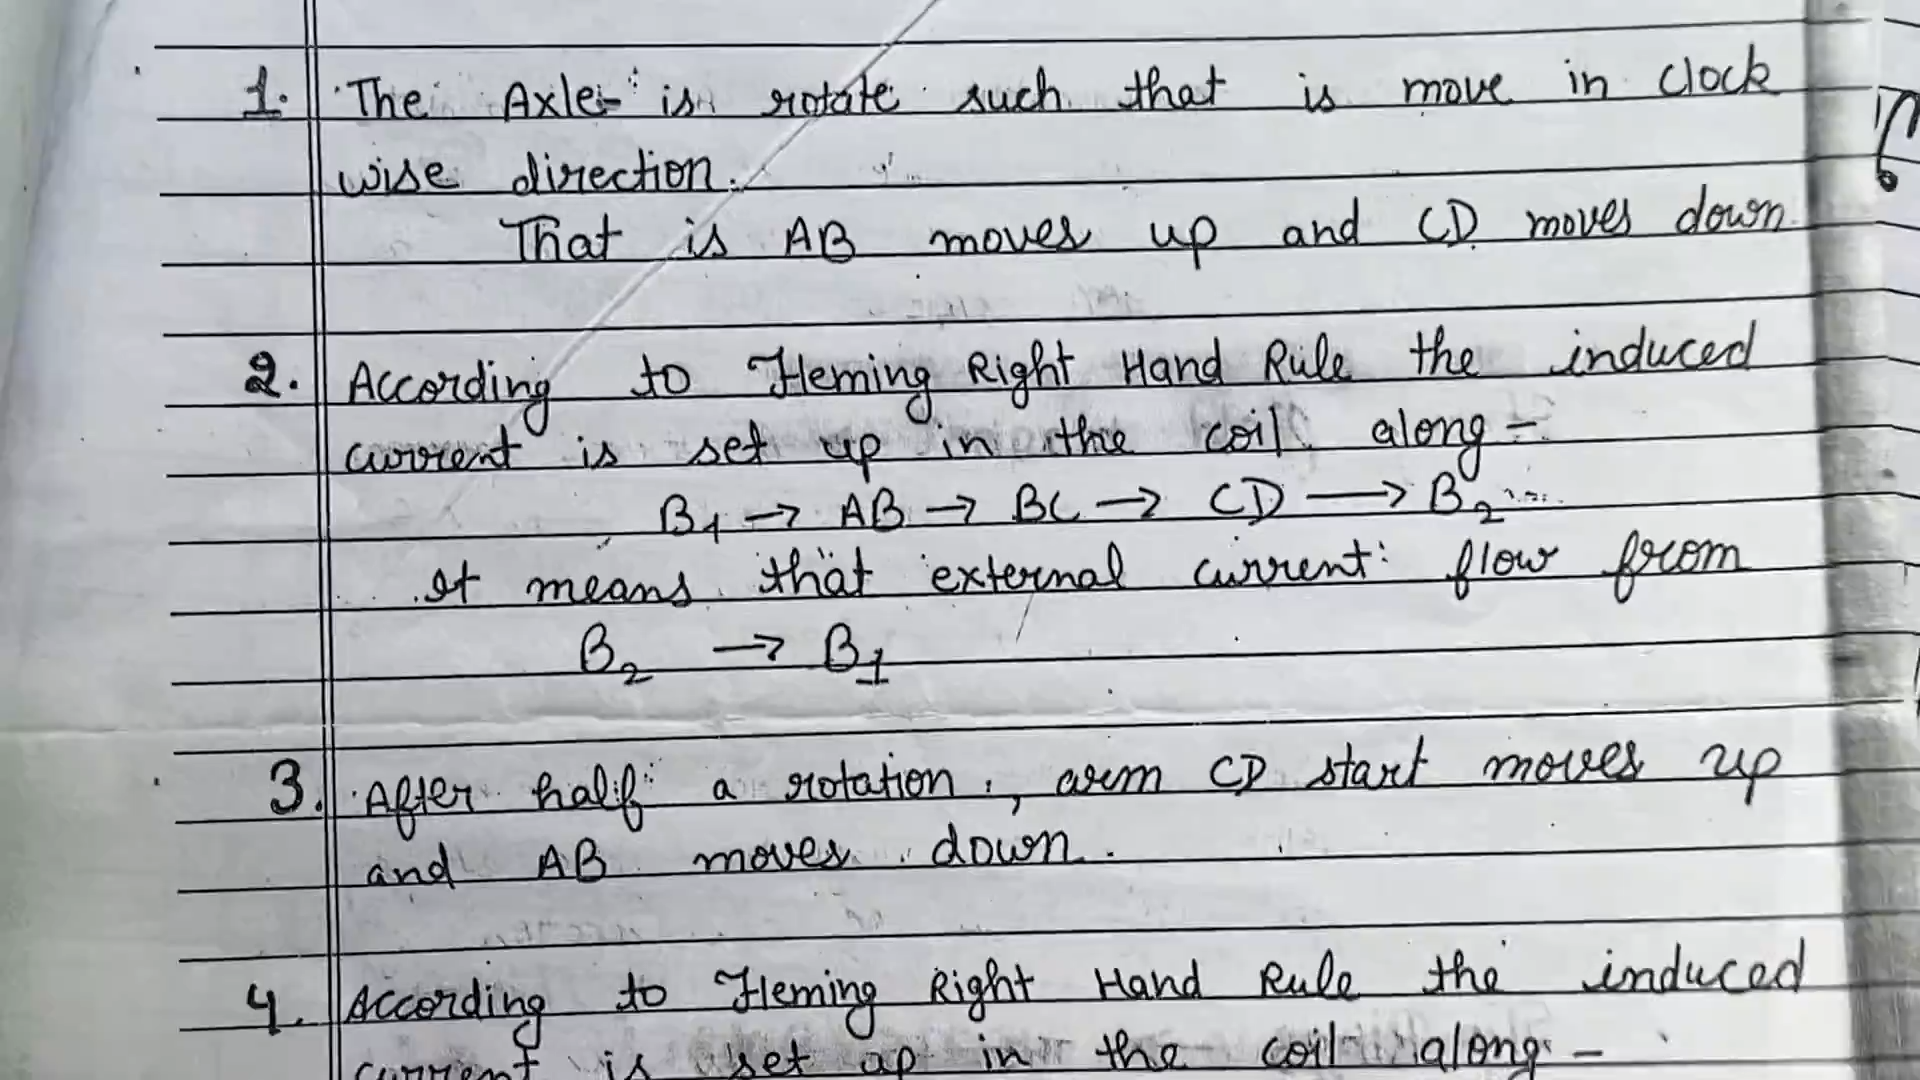 1. The Axle is rotate such that is move in clock
wise direction.
That is AB moves up and CD moves down
2. According to Fleming Right Hand Rule the induced
current is set up in the coil along -
B1 → AB → BC → CD → B2
It means that external current flow from
B2 → B1
3. After half a rotation, arm CD start moves up
and AB moves down.
4. According to Fleming Right Hand Rule the induced
current is set up in the coil along -